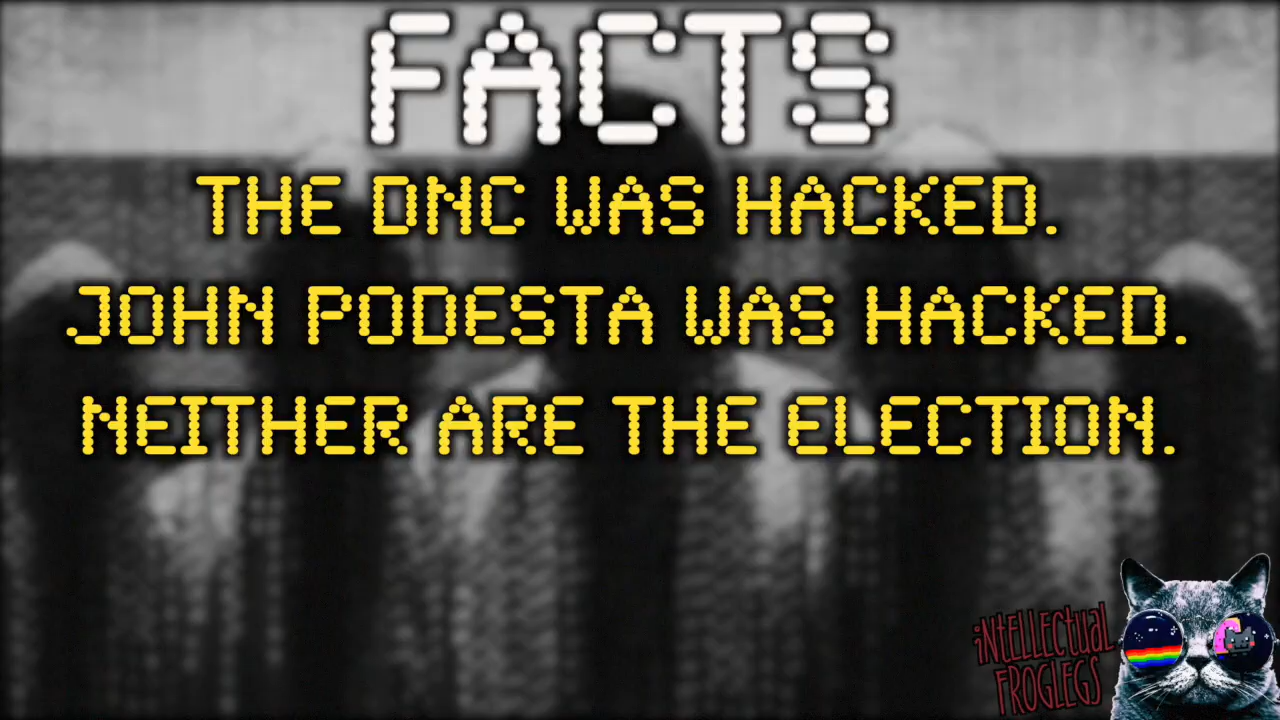 FACTS
THE DNC WAS HACKED.
JOHN PODESTA WAS HACKED.
NEITHER ARE THE ELECTION.
iNtELLEctuaL
FROGLEGS